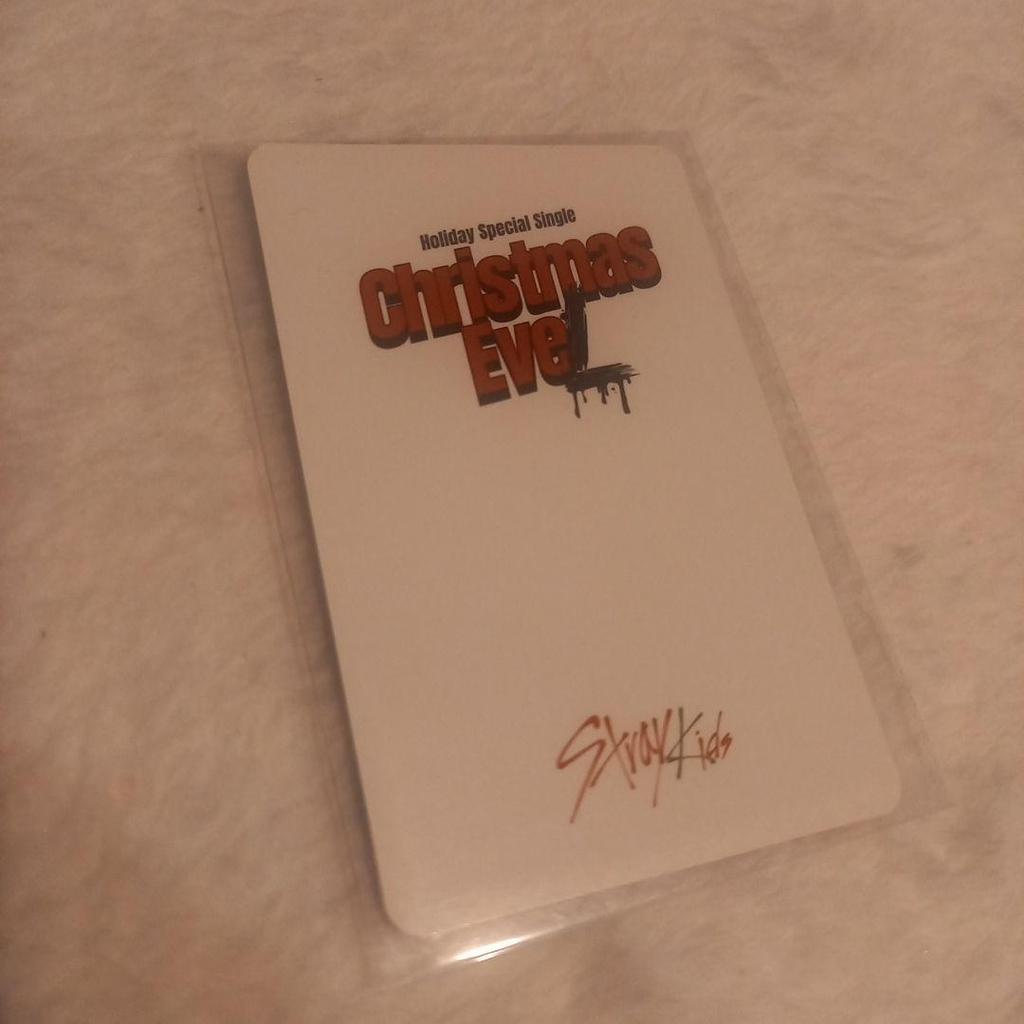 Holiday Special Single
Christmas
EveL
Stray Kids